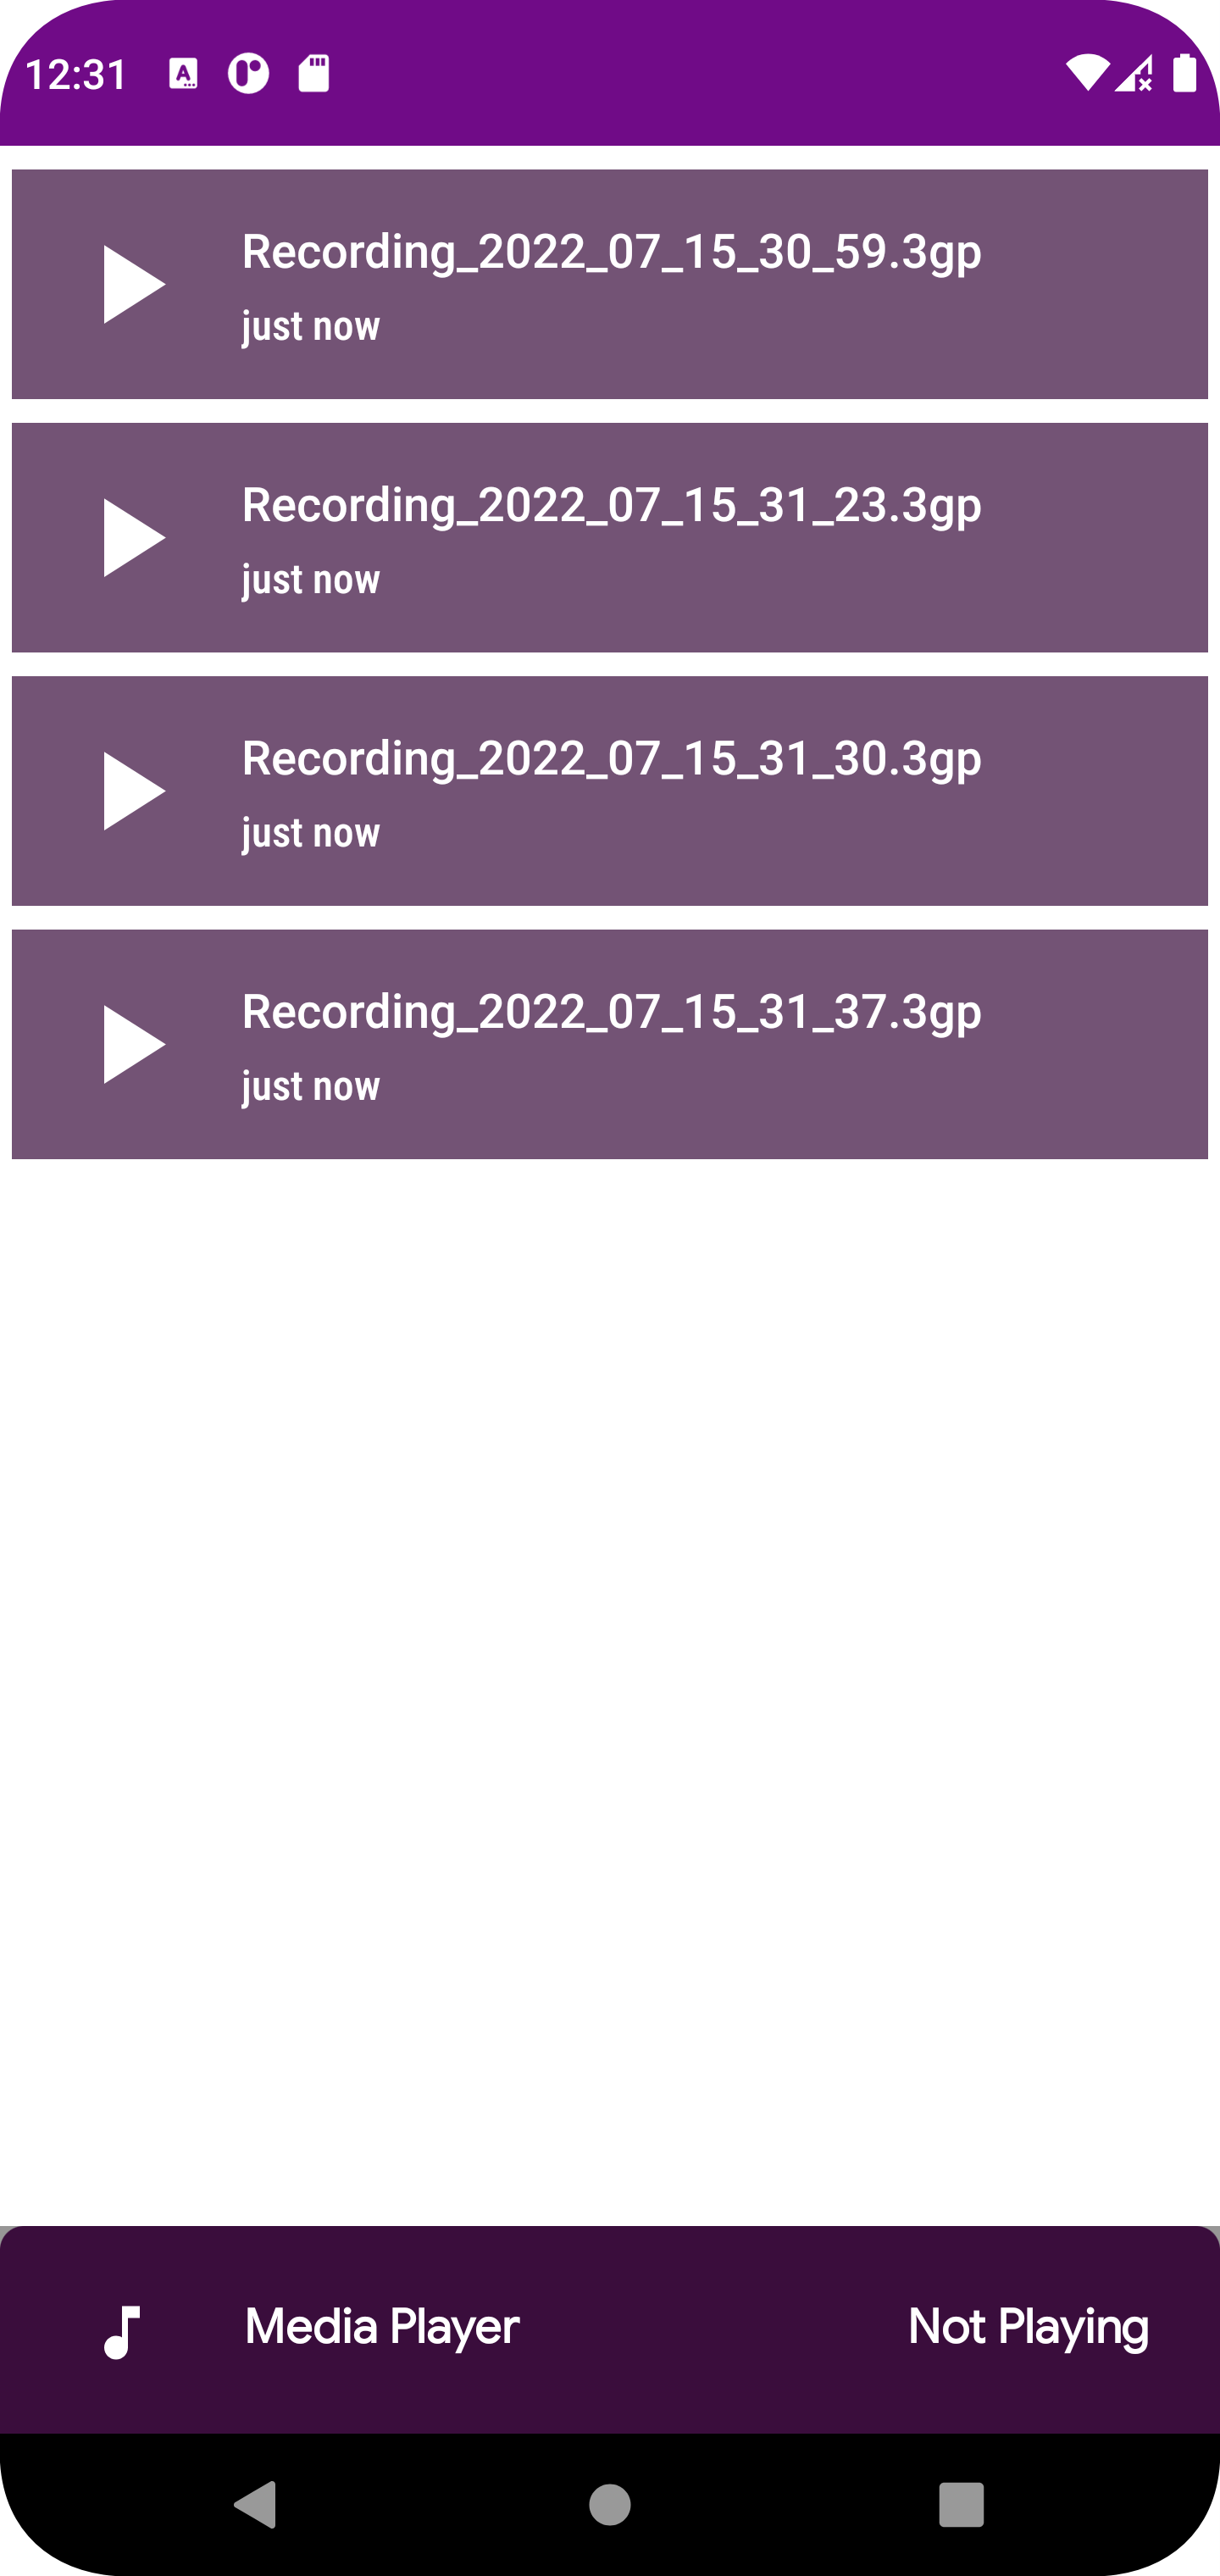 12:31
Recording_2022_07_15_30_59.3gp
just now
Recording_2022_07_15_31_23.3gp
just now
Recording_2022_07_15_31_30.3gp
just now
Recording_2022_07_15_31_37.3gp
just now
Media Player Not Playing